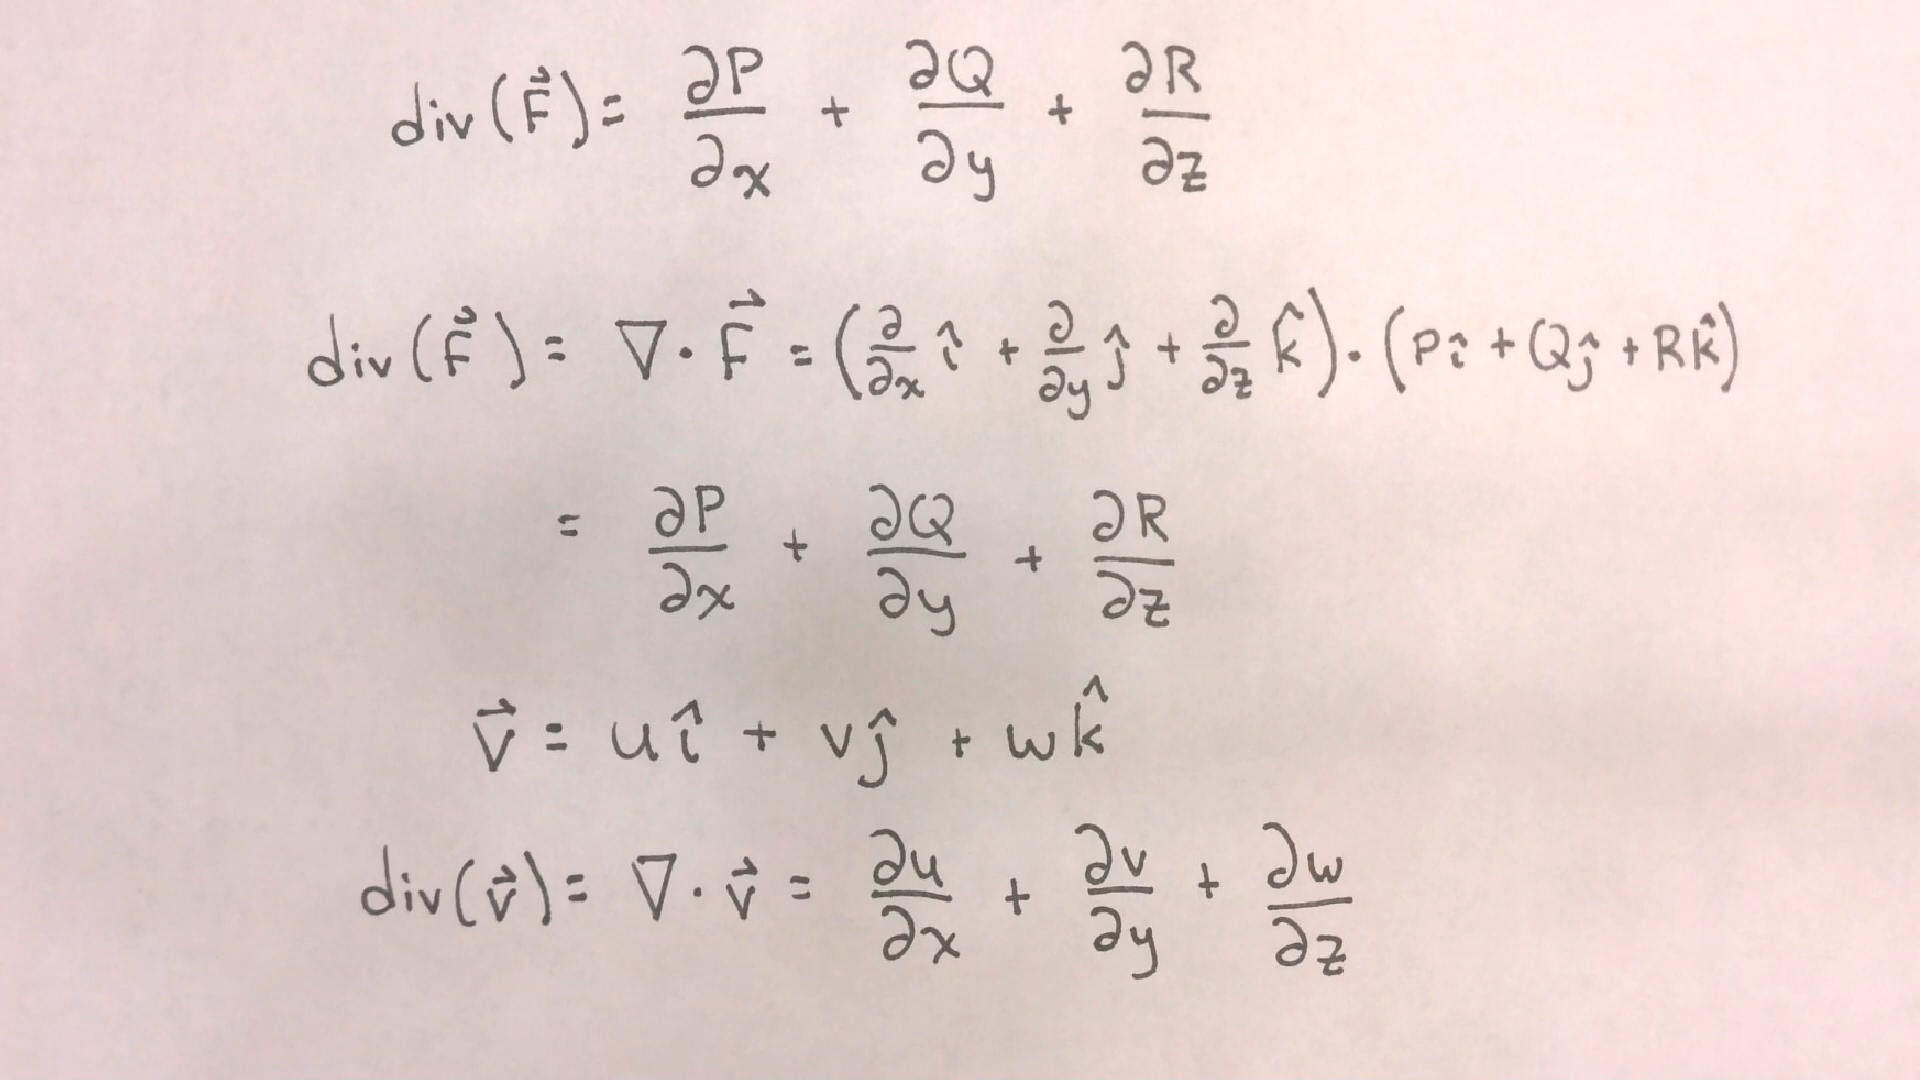 div(F⃗) = ∂P/∂x + ∂Q/∂y + ∂R/∂z
div(F⃗) = ∇ · F⃗ = (∂/∂x î + ∂/∂y ĵ + ∂/∂z k̂) · (Pî + Qĵ + Rk̂)
= ∂P/∂x + ∂Q/∂y + ∂R/∂z
v⃗ = uî + vĵ + wk̂
div(v⃗) = ∇ · v⃗ = ∂u/∂x + ∂v/∂y + ∂w/∂z